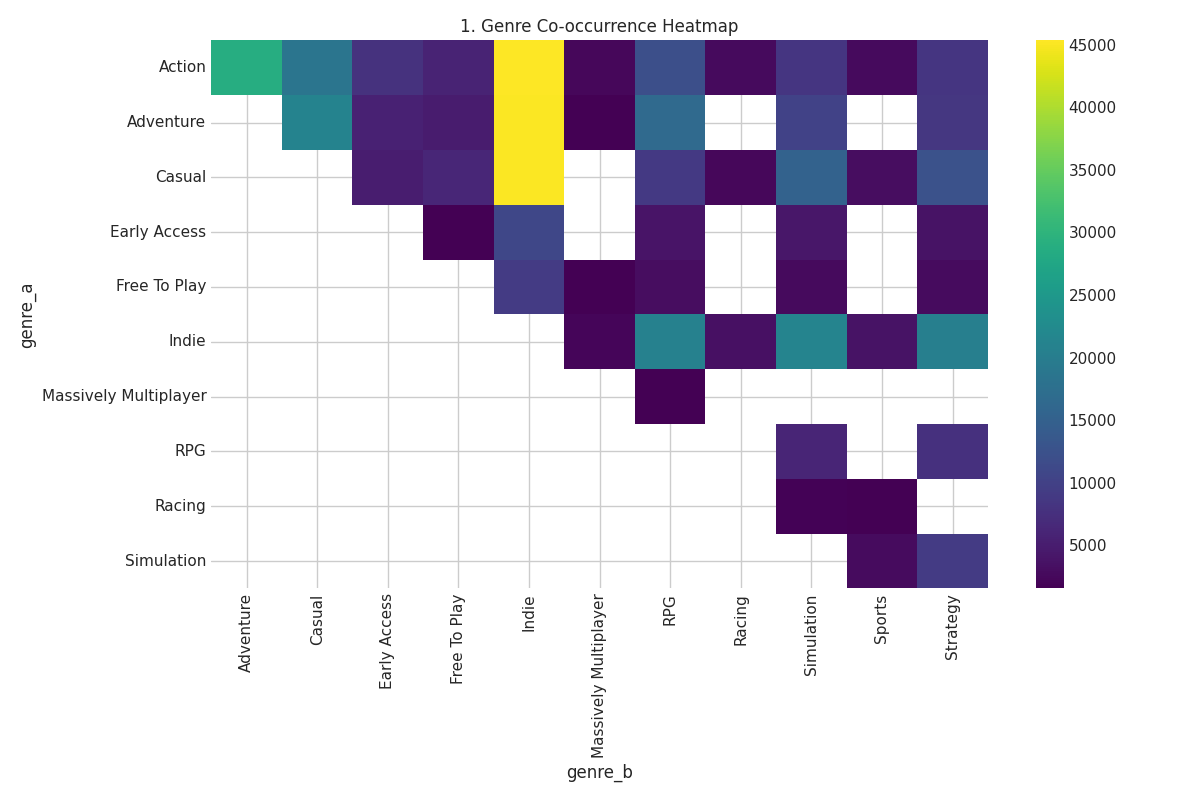 1. Genre Co-occurrence Heatmap
genre_a
Action
Adventure
Casual
Early Access
Free To Play
Indie
Massively Multiplayer
RPG
Racing
Simulation
Adventure
Casual
Early Access
Free To Play
Indie
Massively Multiplayer
RPG
Racing
Simulation
Sports
Strategy
genre_b
45000
40000
35000
30000
25000
20000
15000
10000
5000